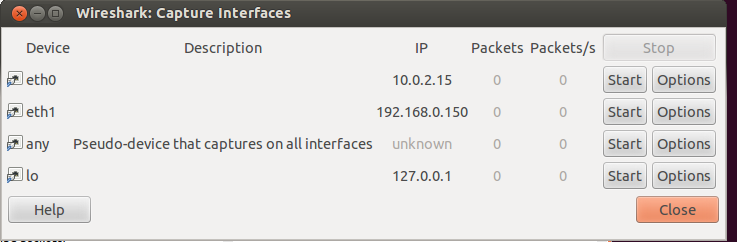 Wireshark: Capture Interfaces
Device Description IP Packets Packets/s Stop
eth0 10.0.2.15 0 0 Start Options
eth1 192.168.0.150 0 0 Start Options
any Pseudo-device that captures on all interfaces unknown 0 0 Start Options
lo 127.0.0.1 0 0 Start Options
Help Close